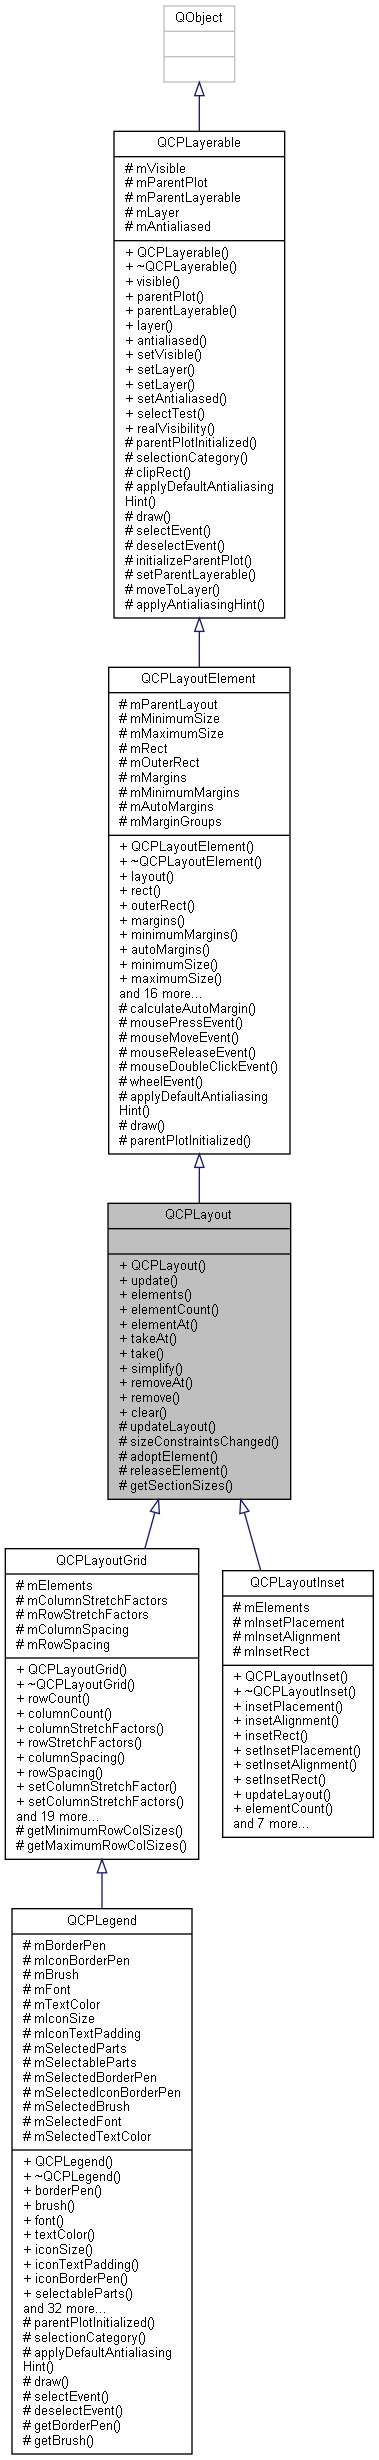 QObject
QCPLayerable
# mVisible
# mParentPlot
# mParentLayerable
# mLayer
# mAntialiased
+ QCPLayerable()
+ ~QCPLayerable()
+ visible()
+ parentPlot()
+ parentLayerable()
+ layer()
+ antialiased()
+ setVisible()
+ setLayer()
+ setLayer()
+ setAntialiased()
+ selectTest()
+ realVisibility()
# parentPlotInitialized()
# selectionCategory()
# clipRect()
# applyDefaultAntialiasing
Hint()
# draw()
# selectEvent()
# deselectEvent()
# initializeParentPlot()
# setParentLayerable()
# moveToLayer()
# applyAntialiasingHint()
QCPLayoutElement
# mParentLayout
# mMinimumSize
# mMaximumSize
# mRect
# mOuterRect
# mMargins
# mMinimumMargins
# mAutoMargins
# mMarginGroups
+ QCPLayoutElement()
+ ~QCPLayoutElement()
+ layout()
+ rect()
+ outerRect()
+ margins()
+ minimumMargins()
+ autoMargins()
+ minimumSize()
+ maximumSize()
and 16 more...
# calculateAutoMargin()
# mousePressEvent()
# mouseMoveEvent()
# mouseReleaseEvent()
# mouseDoubleClickEvent()
# wheelEvent()
# applyDefaultAntialiasing
Hint()
# draw()
# parentPlotInitialized()
QCPLayout
+ QCPLayout()
+ update()
+ elements()
+ elementCount()
+ elementAt()
+ takeAt()
+ take()
+ simplify()
+ removeAt()
+ remove()
+ clear()
# updateLayout()
# sizeConstraintsChanged()
# adoptElement()
# releaseElement()
# getSectionSizes()
QCPLayoutGrid
# mElements
# mColumnStretchFactors
# mRowStretchFactors
# mColumnSpacing
# mRowSpacing
+ QCPLayoutGrid()
+ ~QCPLayoutGrid()
+ rowCount()
+ columnCount()
+ columnStretchFactors()
+ rowStretchFactors()
+ columnSpacing()
+ rowSpacing()
+ setColumnStretchFactor()
+ setColumnStretchFactors()
and 19 more...
# getMinimumRowColSizes()
# getMaximumRowColSizes()
QCPLayoutInset
# mElements
# mInsetPlacement
# mInsetAlignment
# mInsetRect
+ QCPLayoutInset()
+ ~QCPLayoutInset()
+ insetPlacement()
+ insetAlignment()
+ insetRect()
+ setInsetPlacement()
+ setInsetAlignment()
+ setInsetRect()
+ updateLayout()
+ elementCount()
and 7 more...
QCPLegend
# mBorderPen
# mIconBorderPen
# mBrush
# mFont
# mTextColor
# mIconSize
# mIconTextPadding
# mSelectedParts
# mSelectableParts
# mSelectedBorderPen
# mSelectedIconBorderPen
# mSelectedBrush
# mSelectedFont
# mSelectedTextColor
+ QCPLegend()
+ ~QCPLegend()
+ borderPen()
+ brush()
+ font()
+ textColor()
+ iconSize()
+ iconTextPadding()
+ iconBorderPen()
+ selectableParts()
and 32 more...
# parentPlotInitialized()
# selectionCategory()
# applyDefaultAntialiasing
Hint()
# draw()
# selectEvent()
# deselectEvent()
# getBorderPen()
# getBrush()